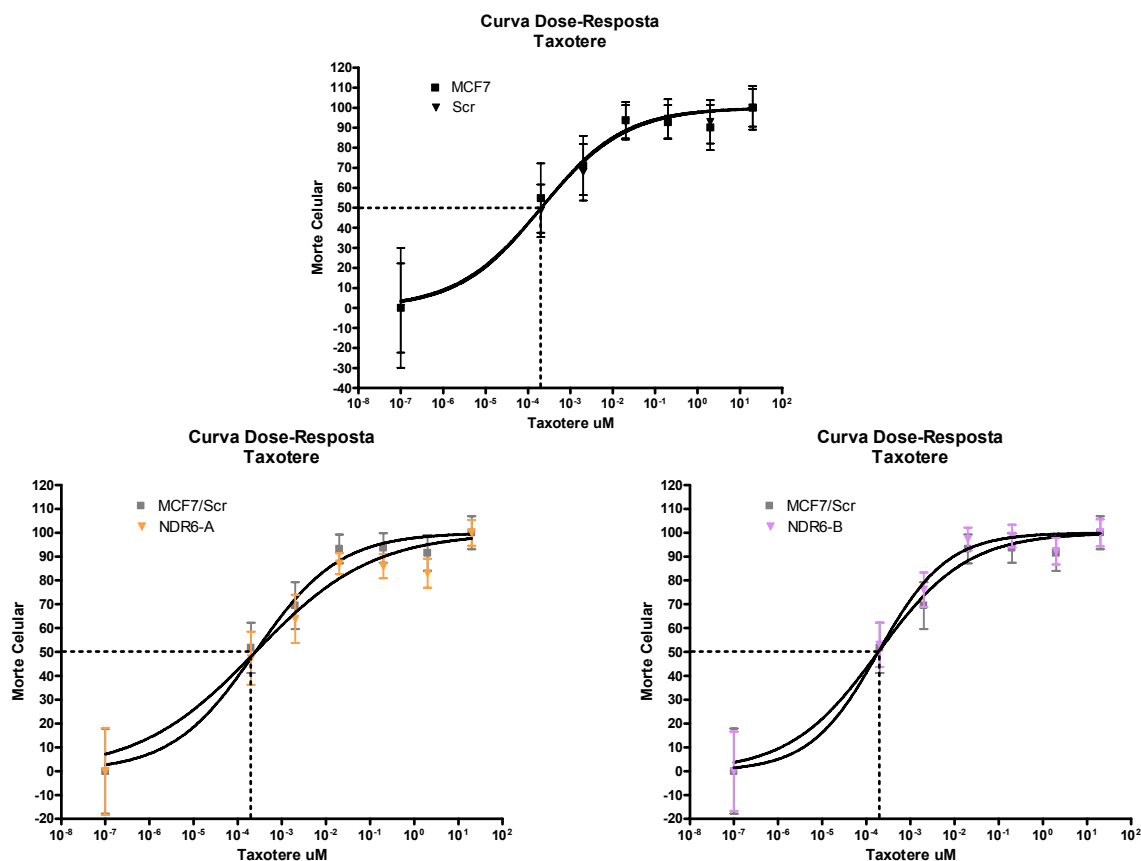 Curva Dose-Resposta
Taxotere
120
110
100
90
80
70
60
50
40
30
20
10
0
-10
-20
-30
-40
Morte Celular
MCF7
Scr
10-8 10-7 10-6 10-5 10-4 10-3 10-2 10-1 100 101 102
Taxotere uM
Curva Dose-Resposta
Taxotere
120
110
100
90
80
70
60
50
40
30
20
10
0
-10
-20
Morte Celular
MCF7/Scr
NDR6-A
10-8 10-7 10-6 10-5 10-4 10-3 10-2 10-1 100 101 102
Taxotere uM
Curva Dose-Resposta
Taxotere
120
110
100
90
80
70
60
50
40
30
20
10
0
-10
-20
Morte Celular
MCF7/Scr
NDR6-B
10-8 10-7 10-6 10-5 10-4 10-3 10-2 10-1 100 101 102
Taxotere uM